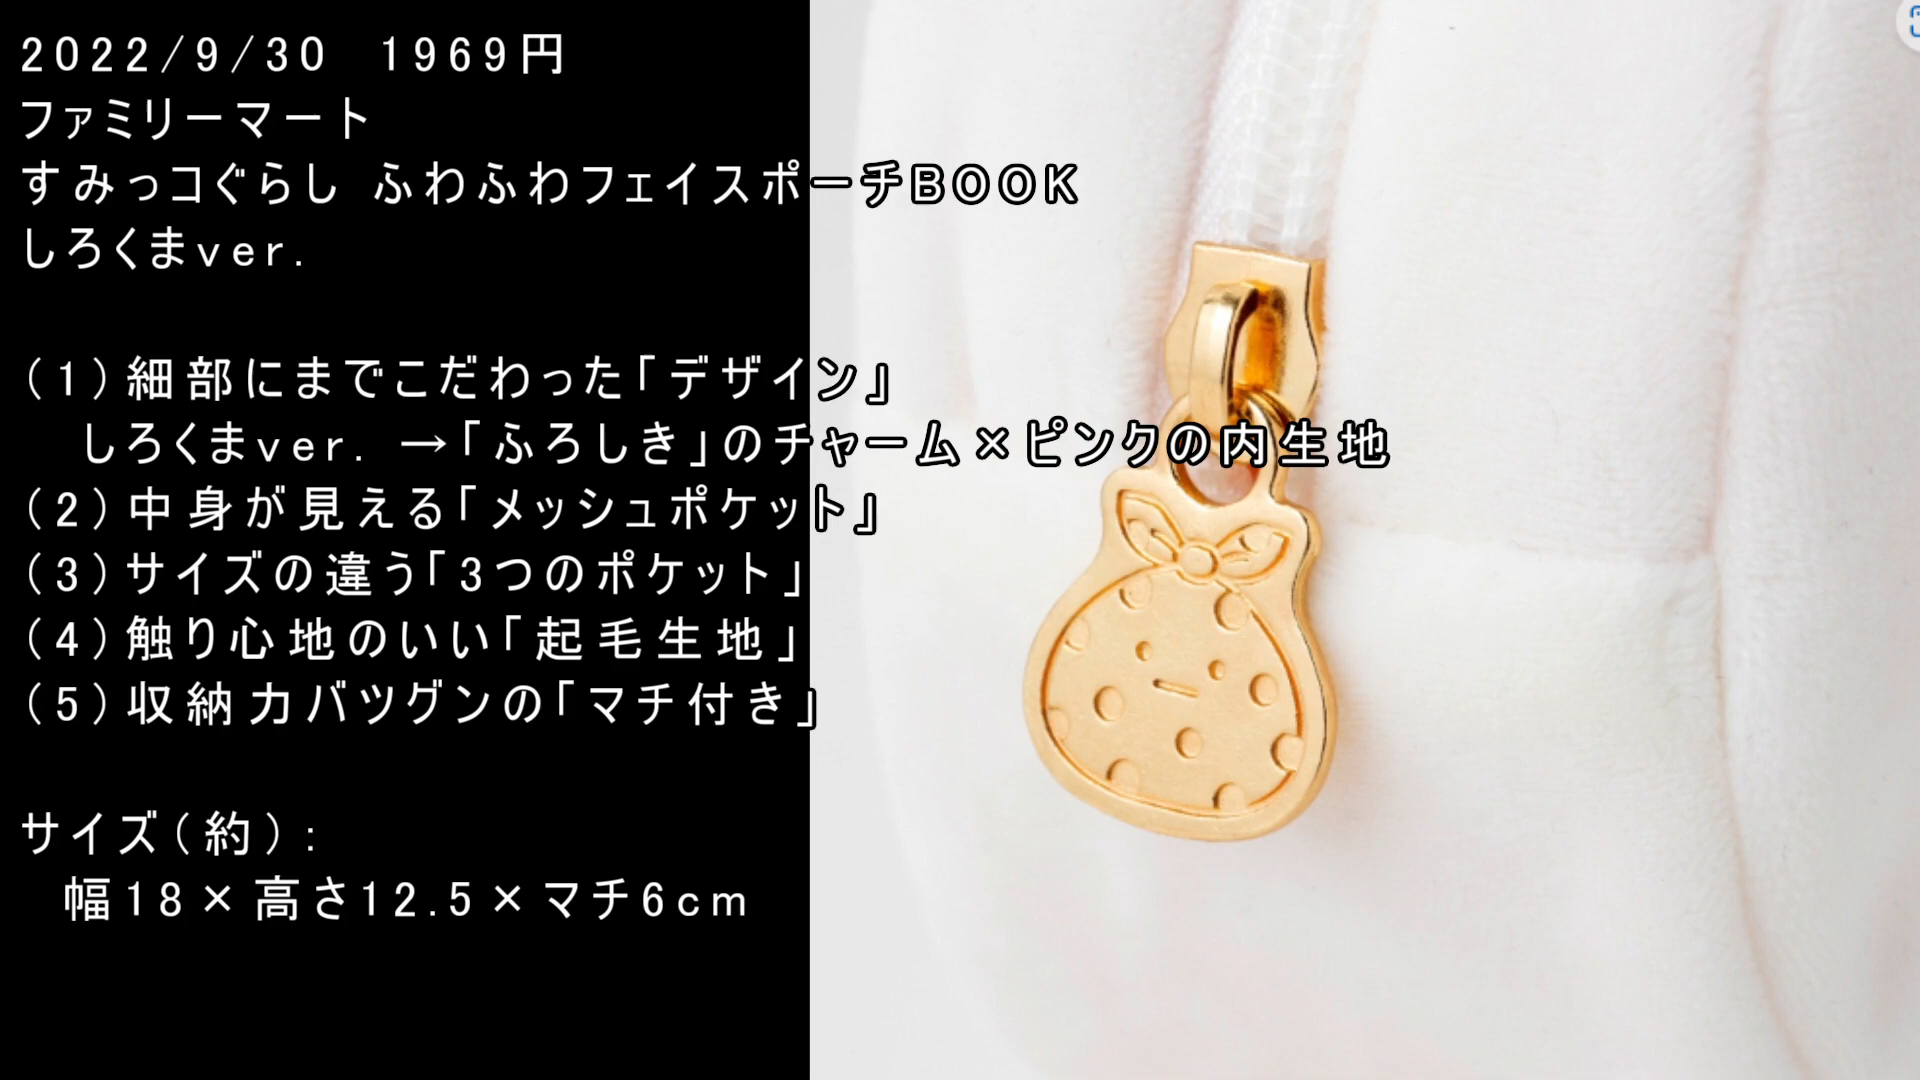 2022/9/30　1969円
ファミリーマート
すみっコぐらし ふわふわフェイスポーチBOOK
しろくまver.
(1)細部にまでこだわった「デザイン」
しろくまver. →「ふろしき」のチャーム×ピンクの内生地
(2)中身が見える「メッシュポケット」
(3)サイズの違う「3つのポケット」
(4)触り心地のいい「起毛生地」
(5)収納力バツグンの「マチ付き」
サイズ(約):
幅18×高さ12.5×マチ6cm